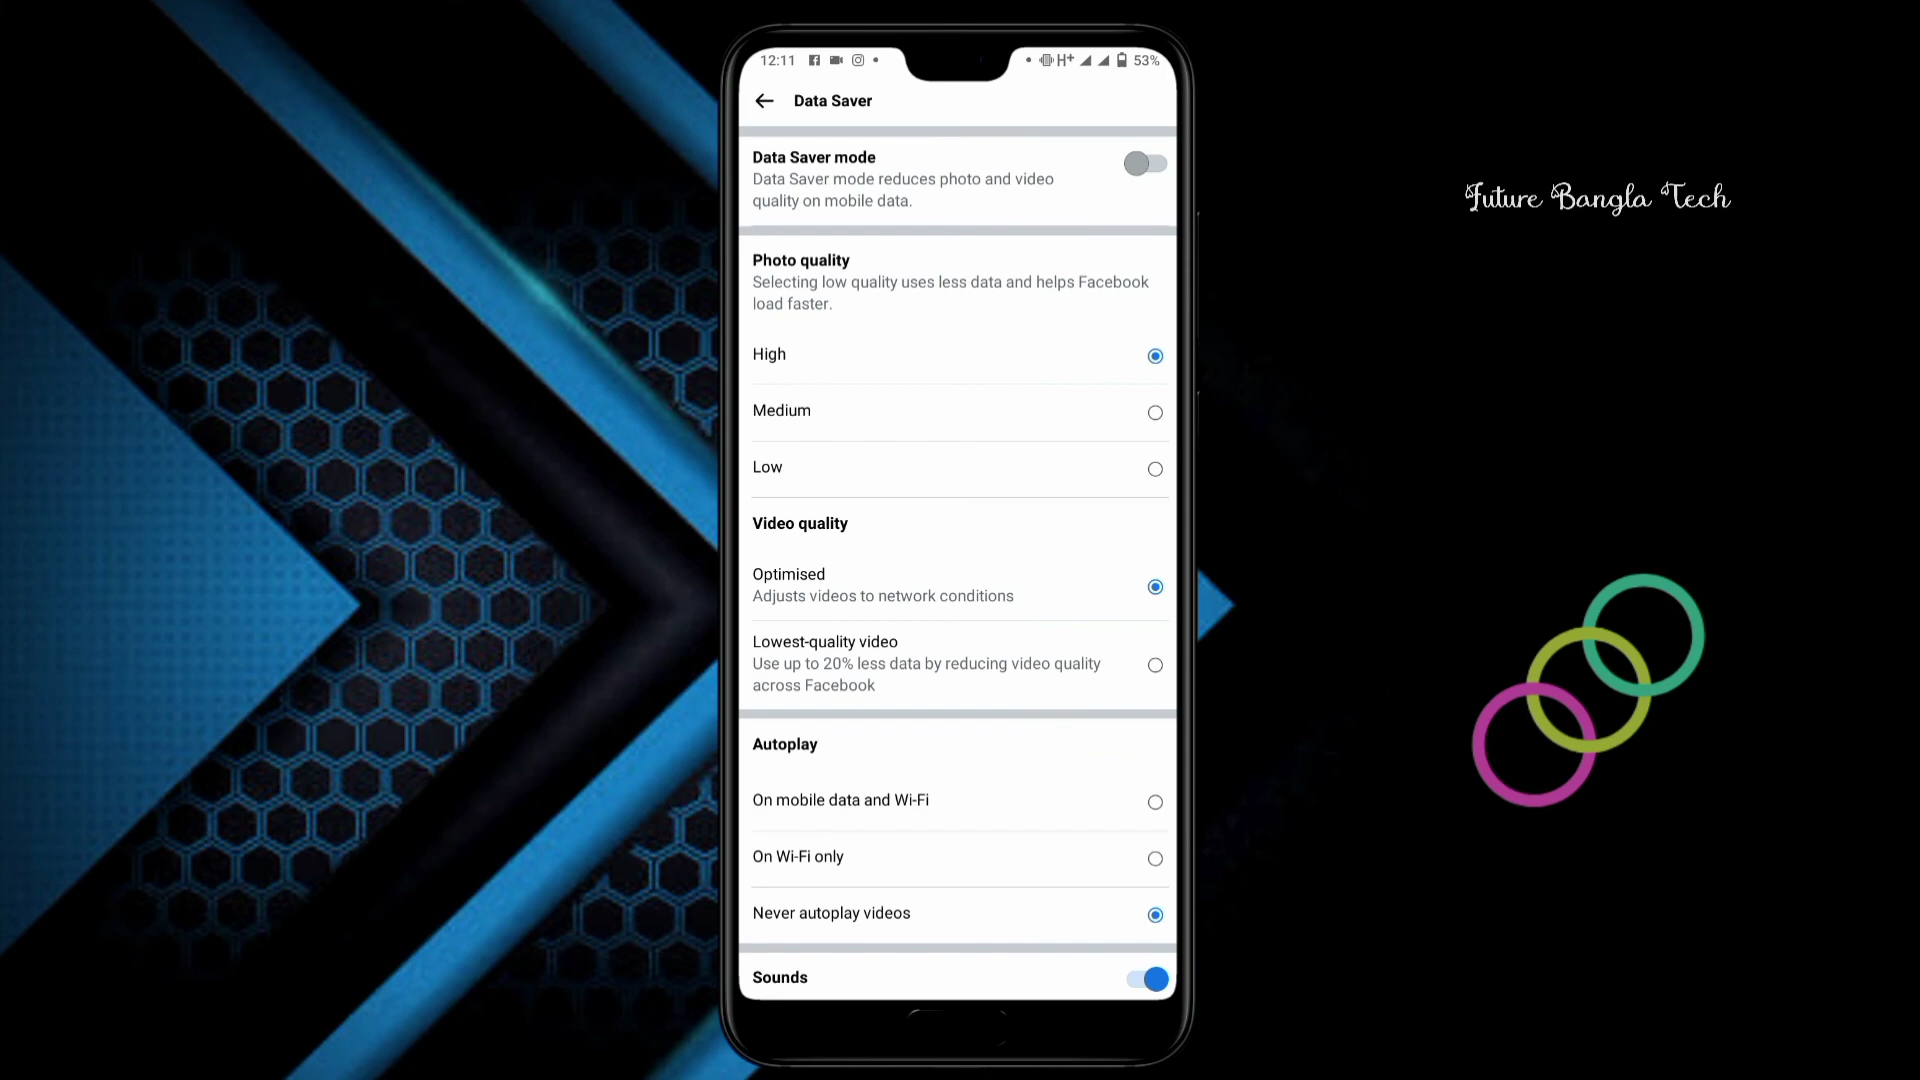 12:11
H+
53%
Data Saver
Data Saver mode
Data Saver mode reduces photo and video
quality on mobile data.
Photo quality
Selecting low quality uses less data and helps Facebook
load faster.
High
Medium
Low
Video quality
Optimised
Adjusts videos to network conditions
Lowest-quality video
Use up to 20% less data by reducing video quality
across Facebook
Autoplay
On mobile data and Wi-Fi
On Wi-Fi only
Never autoplay videos
Sounds
Future Bangla Tech